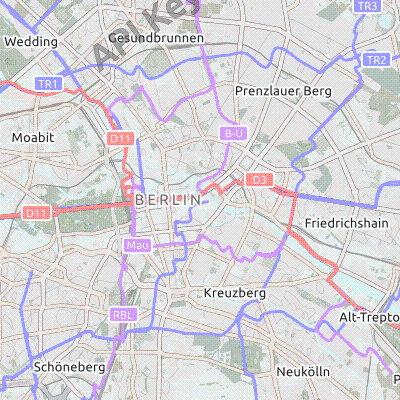 TR3
Wedding
Gesundbrunnen
API Key
TR2
TR1
Prenzlauer Berg
Moabit
D11
B-U
D3
BERLIN
D11
Friedrichshain
Mau
Kreuzberg
RBL
Alt-Trepto
Schöneberg
Neukölln
P